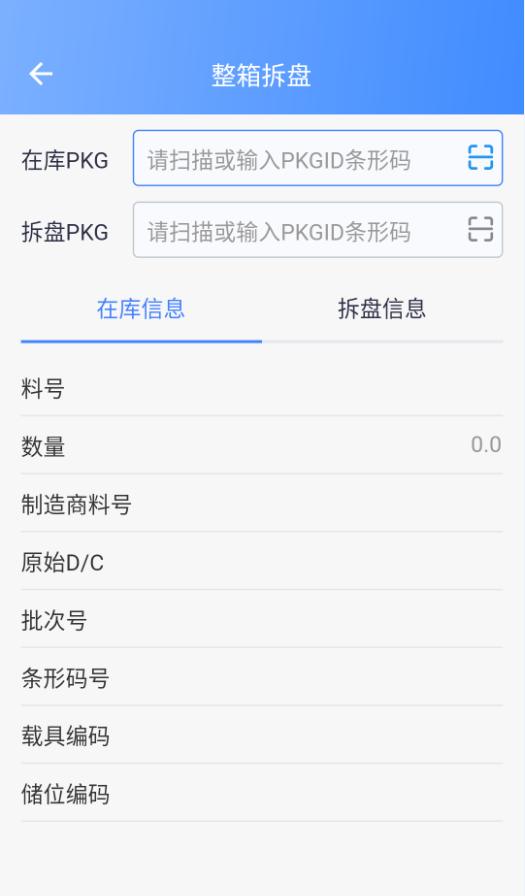 整箱拆盘
在库PKG 请扫描或输入PKGID条形码
拆盘PKG 请扫描或输入PKGID条形码
在库信息 拆盘信息
料号
数量 0.0
制造商料号
原始D/C
批次号
条形码号
载具编码
储位编码